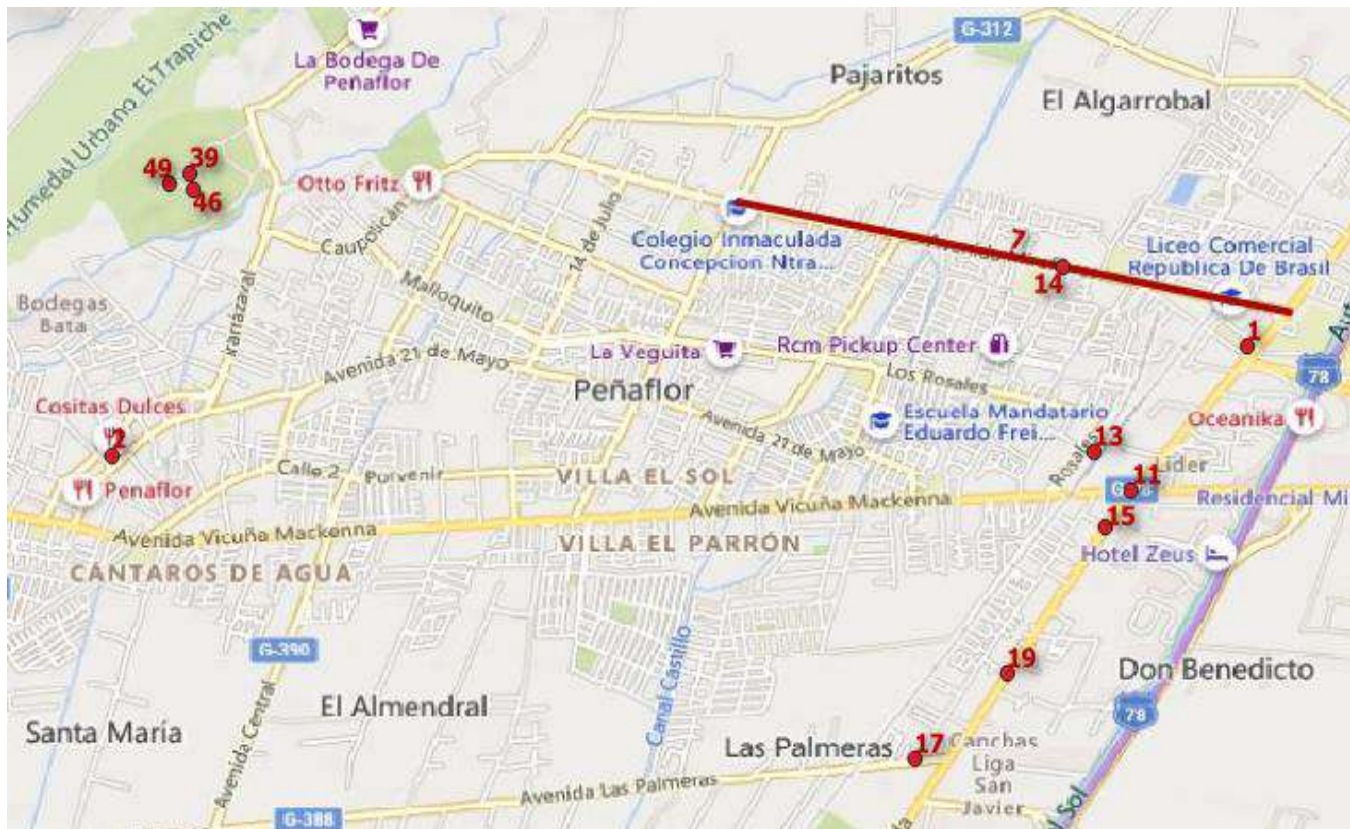 G-312
La Bodega De
Peñaflor
Pajaritos
El Algarrobal
Humedal Urbano El Trapiche
49
39
46
Otto Fritz
Caupolicán
14 de Julio
Colegio Inmaculada
Concepcion Ntra...
7
14
Liceo Comercial
Republica De Brasil
Bodegas
Bata
Malloquito
1
78
La Veguita
Rcm Pickup Center
Los Rosales
Avenida 21 de Mayo
Peñaflor
Cositas Dulces
2
Escuela Mandatario
Eduardo Frei...
Oceanika
Avenida 21 de Mayo
13
Rosales
Lider
Calle 2
Porvenir
VILLA EL SOL
Penaflor
11
Residencial Mi
Avenida Vicuña Mackenna
15
Avenida Vicuña Mackenna
VILLA EL PARRÓN
Hotel Zeus
CÁNTAROS DE AGUA
G-390
19
Don Benedicto
Canal Castillo
El Almendral
78
Santa María
Avenida Central
Las Palmeras
17
Canchas
Liga
San
Javier
Avenida Las Palmeras
G-388